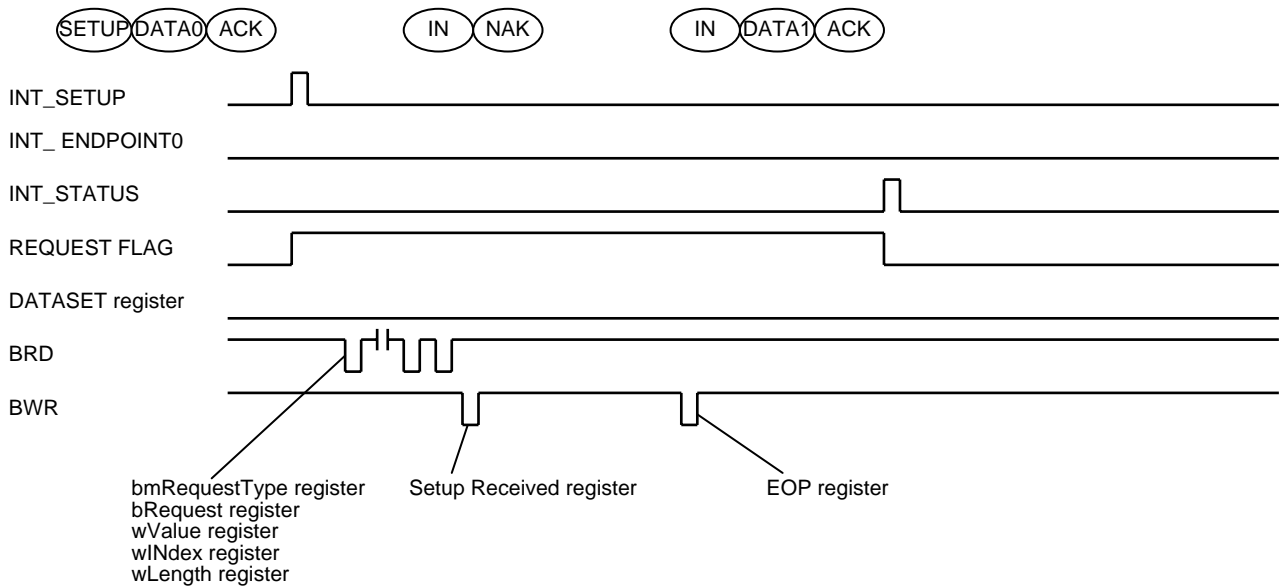 SETUP DATA0 ACK IN NAK IN DATA1 ACK
INT_SETUP
INT_ ENDPOINT0
INT_STATUS
REQUEST FLAG
DATASET register
BRD
BWR
bmRequestType register Setup Received register EOP register
bRequest register
wValue register
wINdex register
wLength register